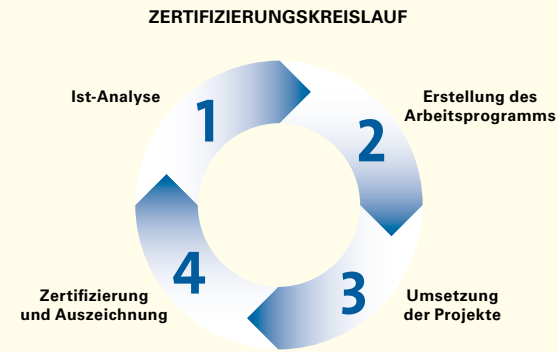 ZERTIFIZIERUNGSKREISLAUF
Ist-Analyse
1
Erstellung des
Arbeitsprogramms
2
Umsetzung
der Projekte
3
Zertifizierung
und Auszeichnung
4